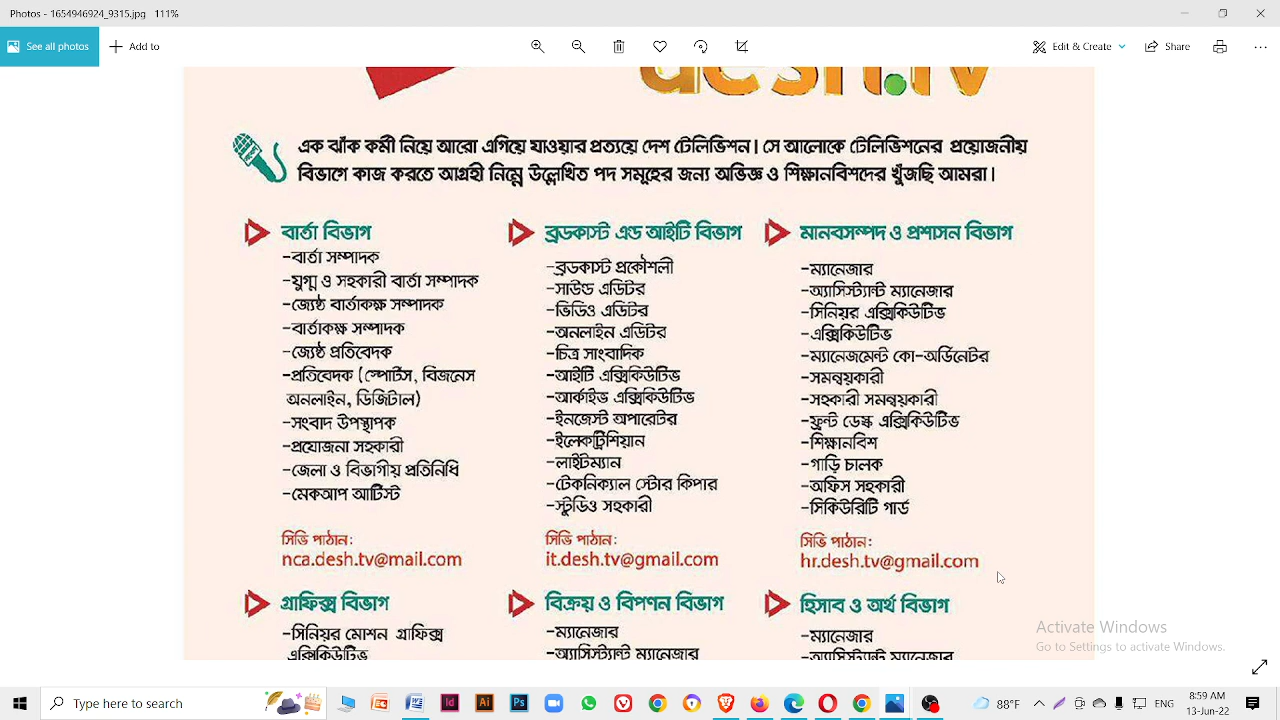 See all photos
Add to
Edit & Create
Share
desh.tv
এক ঝাঁক কর্মী নিয়ে আরো এগিয়ে যাওয়ার প্রত্যয়ে দেশ টেলিভিশন। সে আলোকে টেলিভিশনের প্রয়োজনীয়
বিভাগে কাজ করতে আগ্রহী নিম্নে উল্লেখিত পদ সমূহের জন্য অভিজ্ঞ ও শিক্ষানবিশদের খুঁজছি আমরা।
বার্তা বিভাগ
-বার্তা সম্পাদক
-যুগ্ম ও সহকারী বার্তা সম্পাদক
-জ্যেষ্ঠ বার্তাকক্ষ সম্পাদক
-বার্তাকক্ষ সম্পাদক
-জ্যেষ্ঠ প্রতিবেদক
-প্রতিবেদক (স্পোর্টস, বিজনেস
অনলাইন, ডিজিটাল)
-সংবাদ উপস্থাপক
-প্রযোজনা সহকারী
-জেলা ও বিভাগীয় প্রতিনিধি
-মেকআপ আর্টিস্ট
সিভি পাঠান:
nca.desh.tv@mail.com
ব্রডকাস্ট এন্ড আইটি বিভাগ
-ব্রডকাস্ট প্রকৌশলী
-সাউন্ড এডিটর
-ভিডিও এডিটর
-অনলাইন এডিটর
-চিত্র সাংবাদিক
-আইটি এক্সিকিউটিভ
-আর্কাইভ এক্সিকিউটিভ
-ইনজেস্ট অপারেটর
-ইলেকট্রিশিয়ান
-লাইটম্যান
-টেকনিক্যাল স্টোর কিপার
-স্টুডিও সহকারী
সিভি পাঠান:
it.desh.tv@gmail.com
মানবসম্পদ ও প্রশাসন বিভাগ
-ম্যানেজার
-অ্যাসিস্ট্যান্ট ম্যানেজার
-সিনিয়র এক্সিকিউটিভ
-এক্সিকিউটিভ
-ম্যানেজমেন্ট কো-অর্ডিনেটর
-সমন্বয়কারী
-সহকারী সমন্বয়কারী
-ফ্রন্ট ডেস্ক এক্সিকিউটিভ
-শিক্ষানবিশ
-গাড়ি চালক
-অফিস সহকারী
-সিকিউরিটি গার্ড
সিভি পাঠান:
hr.desh.tv@gmail.com
গ্রাফিক্স বিভাগ
-সিনিয়র মোশন গ্রাফিক্স
এক্সিকিউটিভ
বিক্রয় ও বিপণন বিভাগ
-ম্যানেজার
-অ্যাসিস্ট্যান্ট ম্যানেজার
হিসাব ও অর্থ বিভাগ
-ম্যানেজার
-অ্যাসিস্ট্যান্ট ম্যানেজার
Activate Windows
Go to Settings to activate Windows.
Type here to search
88°F
ENG
8:59 AM
13-Jun-22